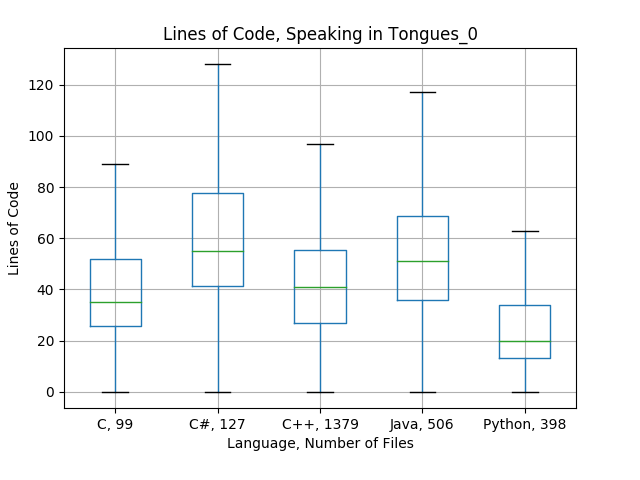 Lines of Code, Speaking in Tongues_0
Lines of Code
120
100
80
60
40
20
0
C, 99
C#, 127
C++, 1379
Java, 506
Python, 398
Language, Number of Files